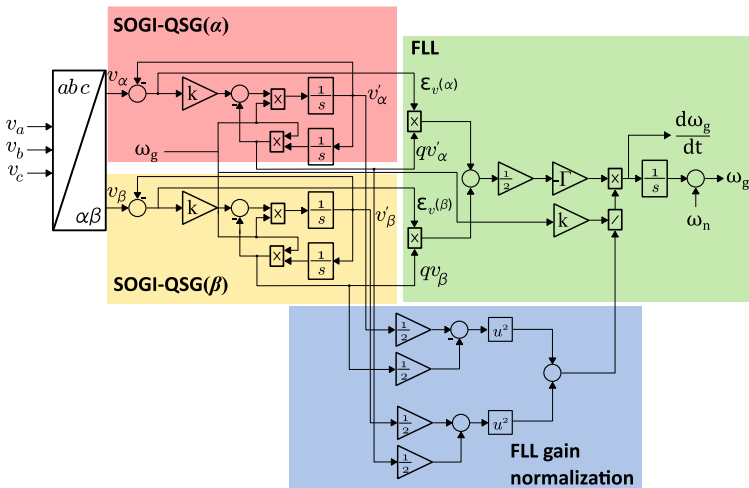 SOGI-QSG(α)
FLL
abc
αβ
v_a
v_b
v_c
v_α
-
k
-
x
1/s
v'_α
x
1/s
ω_g
ε_v(α)
x
qv'_α
v_β
-
k
-
x
1/s
v'_β
x
1/s
SOGI-QSG(β)
ε_v(β)
x
qv_β
1/2
-Γ
x
1/s
dω_g/dt
ω_g
ω_n
k
/
1/2
-
u²
1/2
1/2
u²
1/2
FLL gain
normalization